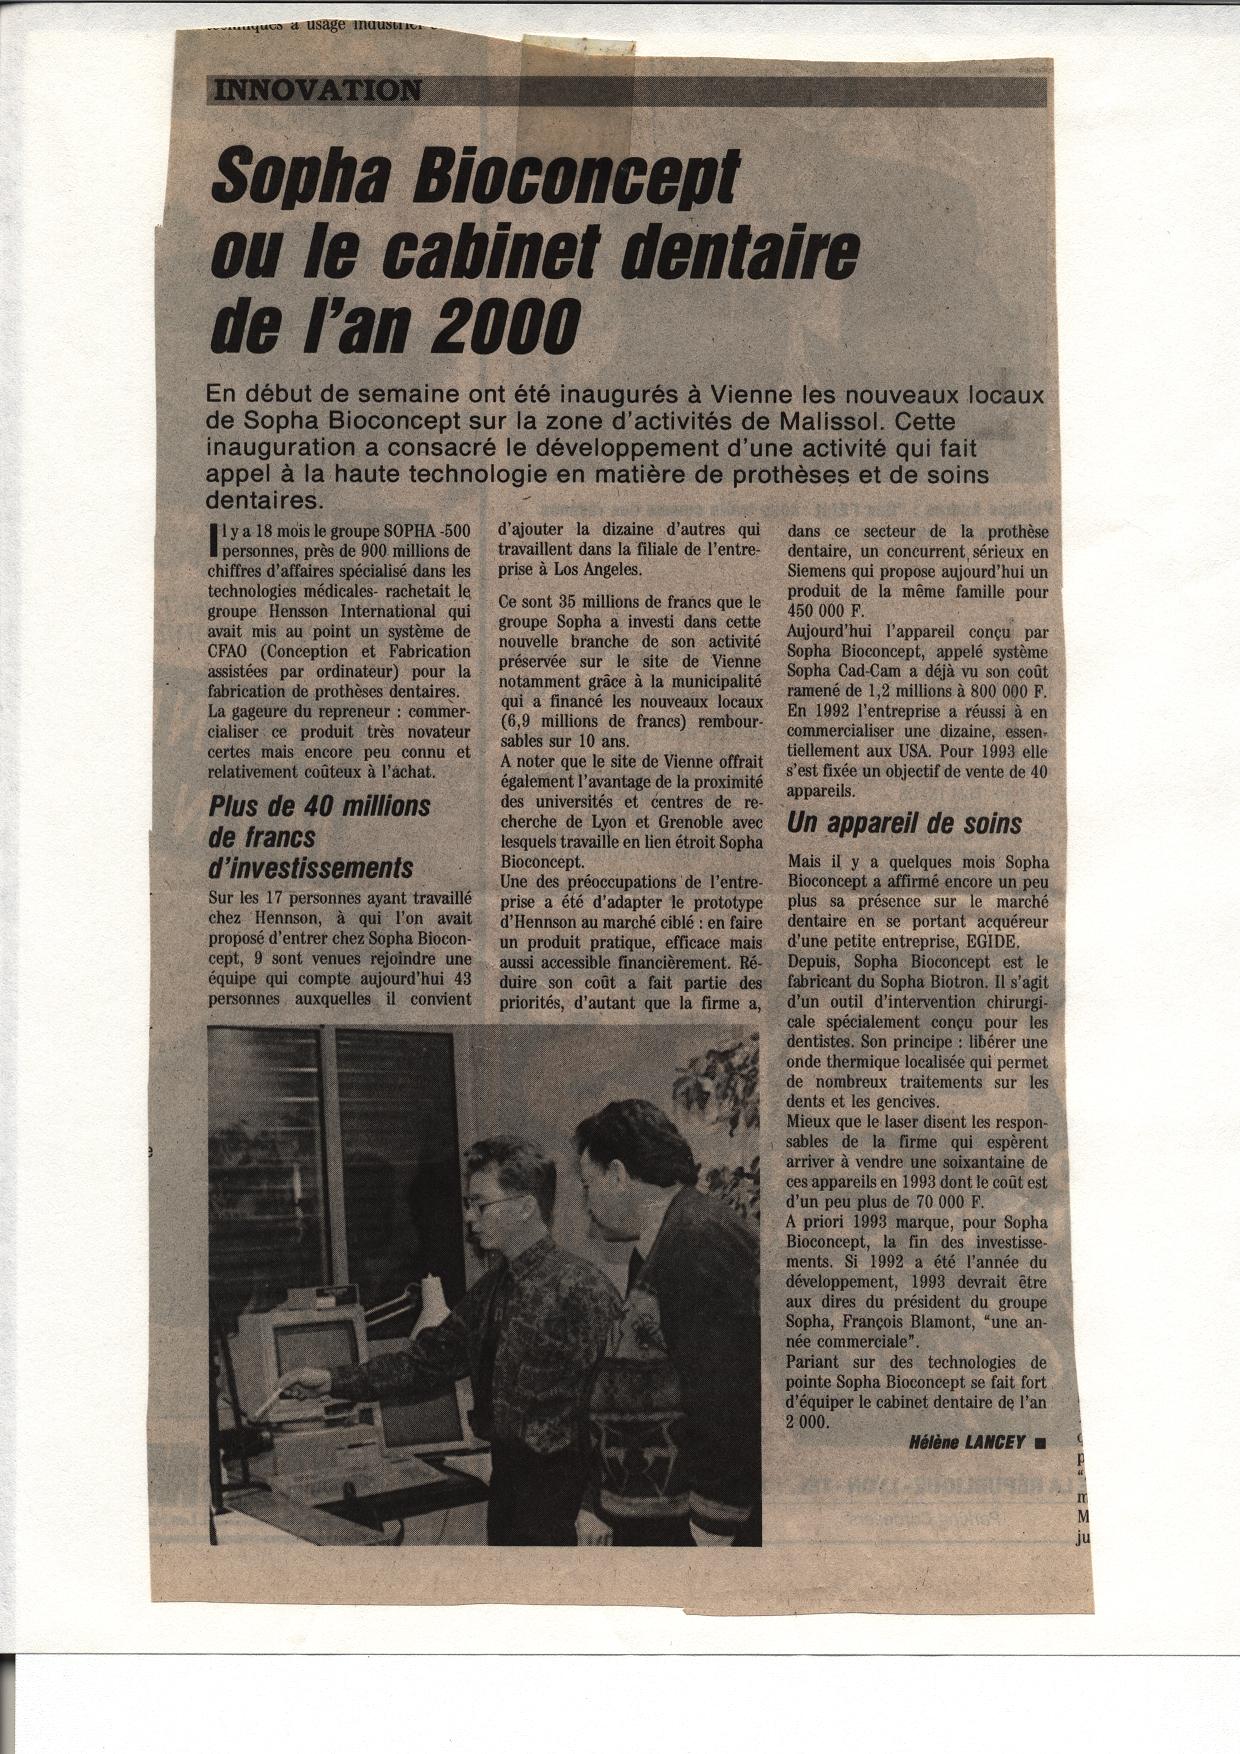 techniques à usage industriel
INNOVATION
Sopha Bioconcept
ou le cabinet dentaire
de l'an 2000
En début de semaine ont été inaugurés à Vienne les nouveaux locaux
de Sopha Bioconcept sur la zone d'activités de Malissol. Cette
inauguration a consacré le développement d'une activité qui fait
appel à la haute technologie en matière de prothèses et de soins
dentaires.
Il y a 18 mois le groupe SOPHA -500
personnes, près de 900 millions de
chiffres d'affaires spécialisé dans les
technologies médicales- rachetait le
groupe Hensson International qui
avait mis au point un système de
CFAO (Conception et Fabrication
assistées par ordinateur) pour la
fabrication de prothèses dentaires.
La gageure du repreneur : commer-
cialiser ce produit très novateur
certes mais encore peu connu et
relativement coûteux à l'achat.
Plus de 40 millions
de francs
d'investissements
Sur les 17 personnes ayant travaillé
chez Hennson, à qui l'on avait
proposé d'entrer chez Sopha Biocon-
cept, 9 sont venues rejoindre une
équipe qui compte aujourd'hui 43
personnes auxquelles il convient
d'ajouter la dizaine d'autres qui
travaillent dans la filiale de l'entre-
prise à Los Angeles.
Ce sont 35 millions de francs que le
groupe Sopha a investi dans cette
nouvelle branche de son activité
préservée sur le site de Vienne
notamment grâce à la municipalité
qui a financé les nouveaux locaux
(6,9 millions de francs) rembour-
sables sur 10 ans.
A noter que le site de Vienne offrait
également l'avantage de la proximité
des universités et centres de re-
cherche de Lyon et Grenoble avec
lesquels travaille en lien étroit Sopha
Bioconcept.
Une des préoccupations de l'entre-
prise a été d'adapter le prototype
d'Hennson au marché ciblé : en faire
un produit pratique, efficace mais
aussi accessible financièrement. Ré-
duire son coût a fait partie des
priorités, d'autant que la firme a,
dans ce secteur de la prothèse
dentaire, un concurrent sérieux en
Siemens qui propose aujourd'hui un
produit de la même famille pour
450 000 F.
Aujourd'hui l'appareil conçu par
Sopha Bioconcept, appelé système
Sopha Cad-Cam a déjà vu son coût
ramené de 1,2 millions à 800 000 F.
En 1992 l'entreprise a réussi à en
commercialiser une dizaine, essen-
tiellement aux USA. Pour 1993 elle
s'est fixée un objectif de vente de 40
appareils.
Un appareil de soins
Mais il y a quelques mois Sopha
Bioconcept a affirmé encore un peu
plus sa présence sur le marché
dentaire en se portant acquéreur
d'une petite entreprise, EGIDE.
Depuis, Sopha Bioconcept est le
fabricant du Sopha Biotron. Il s'agit
d'un outil d'intervention chirurgi-
cale spécialement conçu pour les
dentistes. Son principe : libérer une
onde thermique localisée qui permet
de nombreux traitements sur les
dents et les gencives.
Mieux que le laser disent les respon-
sables de la firme qui espèrent
arriver à vendre une soixantaine de
ces appareils en 1993 dont le coût est
d'un peu plus de 70 000 F.
A priori 1993 marque, pour Sopha
Bioconcept, la fin des investisse-
ments. Si 1992 a été l'année du
développement, 1993 devrait être
aux dires du président du groupe
Sopha, François Blamont, "une an-
née commerciale".
Pariant sur des technologies de
pointe Sopha Bioconcept se fait fort
d'équiper le cabinet dentaire de l'an
2 000.
Hélène LANCEY ■